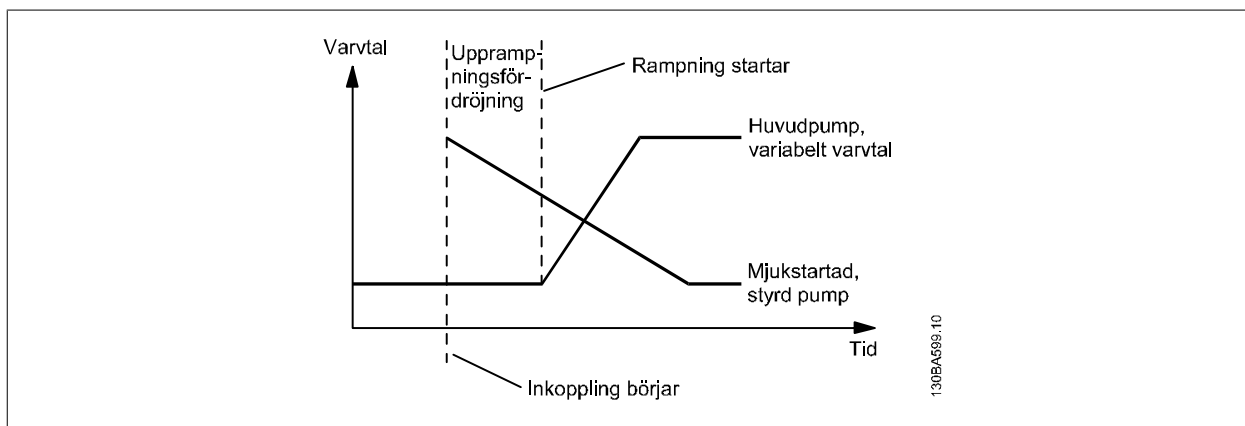 Varvtal
Uppramp-
ningsför-
dröjning
Rampning startar
Huvudpump,
variabelt varvtal
Mjukstartad,
styrd pump
Tid
Inkoppling börjar
130BA599.10